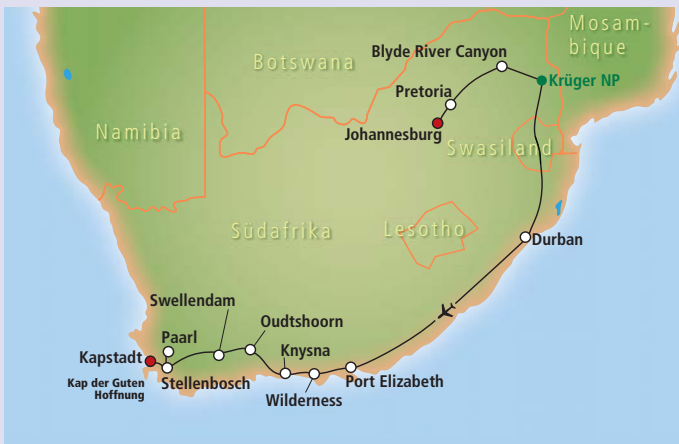 Mosam-
bique
Blyde River Canyon
Botswana
Krüger NP
Pretoria
Namibia
Johannesburg
Swasiland
Südafrika
Lesotho
Durban
Swellendam
Oudtshoorn
Paarl
Knysna
Kapstadt
Kap der Guten
Hoffnung
Stellenbosch
Port Elizabeth
Wilderness